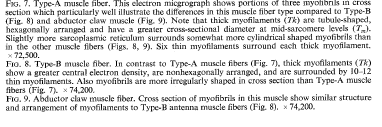 FIG. 7. Type-A muscle fiber. This electron micrograph shows portions of three myofibrils in cross
section which particularly well illustrate the differences in this muscle fiber type compared to Type-B
(Fig. 8) and abductor claw muscle (Fig. 9). Note that thick myofilaments (Tk) are tubule-shaped,
hexagonally arranged and have a greater cross-sectional diameter at mid-sarcomere levels (Tm).
Slightly more sarcoplasmic reticulum surrounds somewhat more cylindrical shaped myofibrils than
in the other muscle fibers (Figs. 8, 9). Six thin myofilaments surround each thick myofilament.
× 72,500.
FIG. 8. Type-B muscle fiber. In contrast to Type-A muscle fibers (Fig. 7), thick myofilaments (Tk)
show a greater central electron density, are nonhexagonally arranged, and are surrounded by 10–12
thin myofilaments. Also myofibrils are more irregularly shaped in cross section than Type-A muscle
fibers (Fig. 7). × 74,200.
FIG. 9. Abductor claw muscle fiber. Cross section of myofibrils in this muscle show similar structure
and arrangement of myofilaments to Type-B antenna muscle fibers (Fig. 8). × 74,200.